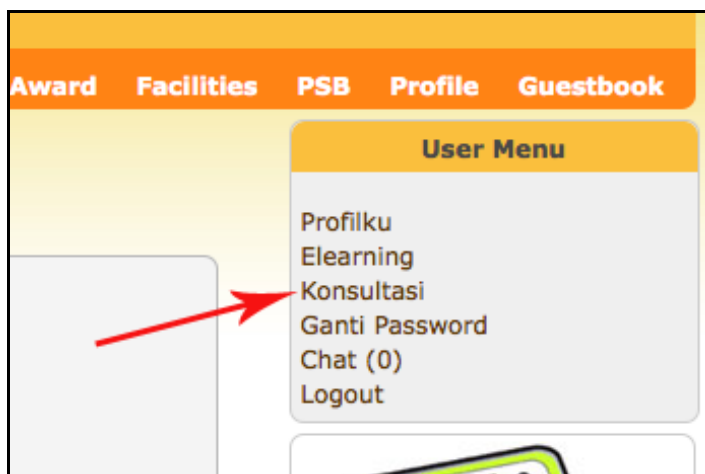 Award Facilities PSB Profile Guestbook
User Menu
Profilku
Elearning
Konsultasi
Ganti Password
Chat (0)
Logout